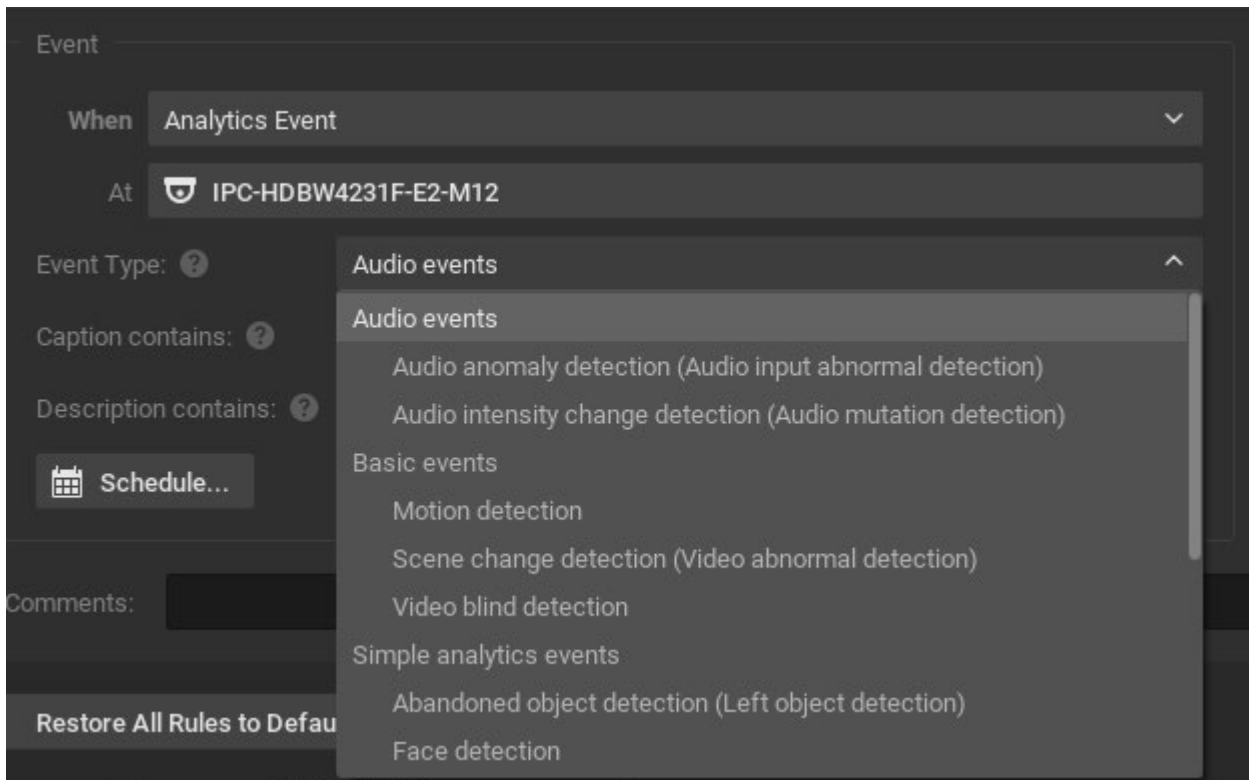 Event
When Analytics Event
At IPC-HDBW4231F-E2-M12
Event Type: ? Audio events
Audio events
Caption contains: ?
Audio anomaly detection (Audio input abnormal detection)
Description contains: ?
Audio intensity change detection (Audio mutation detection)
Basic events
Schedule...
Motion detection
Scene change detection (Video abnormal detection)
Comments:
Video blind detection
Simple analytics events
Abandoned object detection (Left object detection)
Restore All Rules to Defau
Face detection